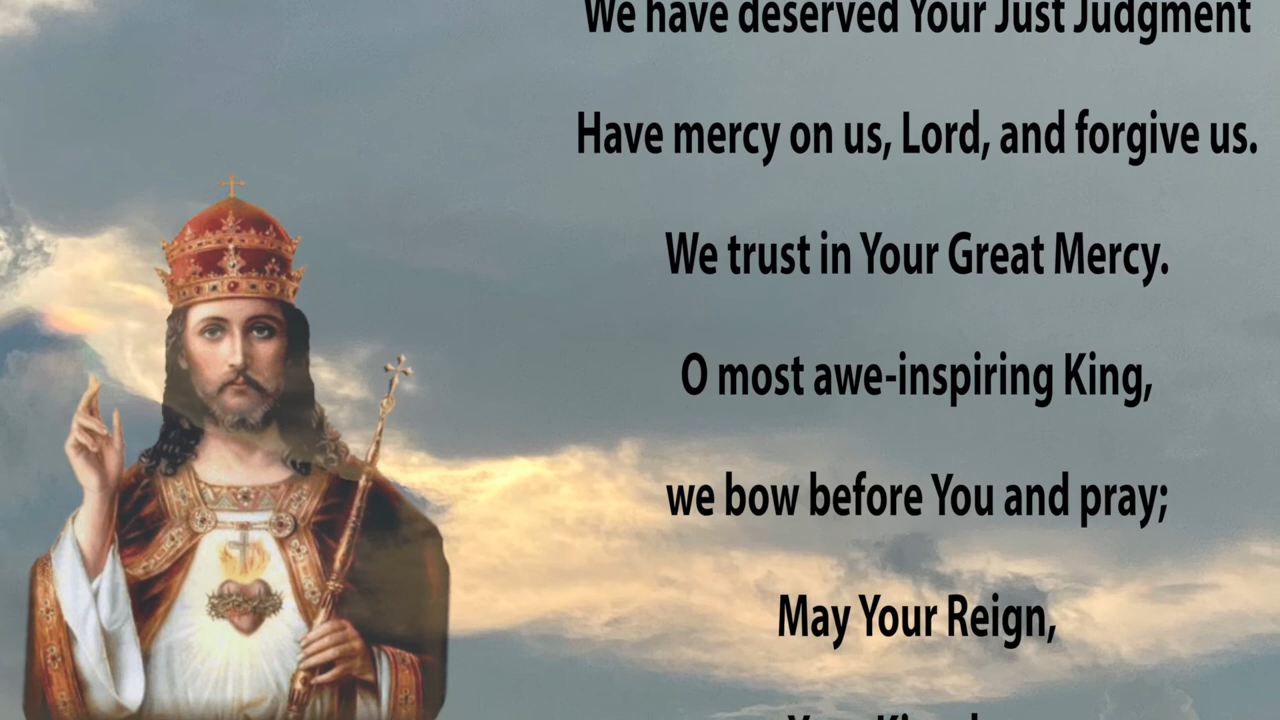 We have deserved Your Just Judgment
Have mercy on us, Lord, and forgive us.
We trust in Your Great Mercy.
O most awe-inspiring King,
we bow before You and pray;
May Your Reign,